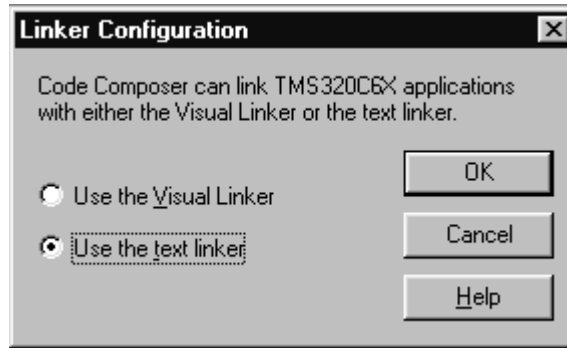 Linker Configuration
Code Composer can link TMS320C6X applications
with either the Visual Linker or the text linker.
Use the Visual Linker
Use the text linker
OK
Cancel
Help